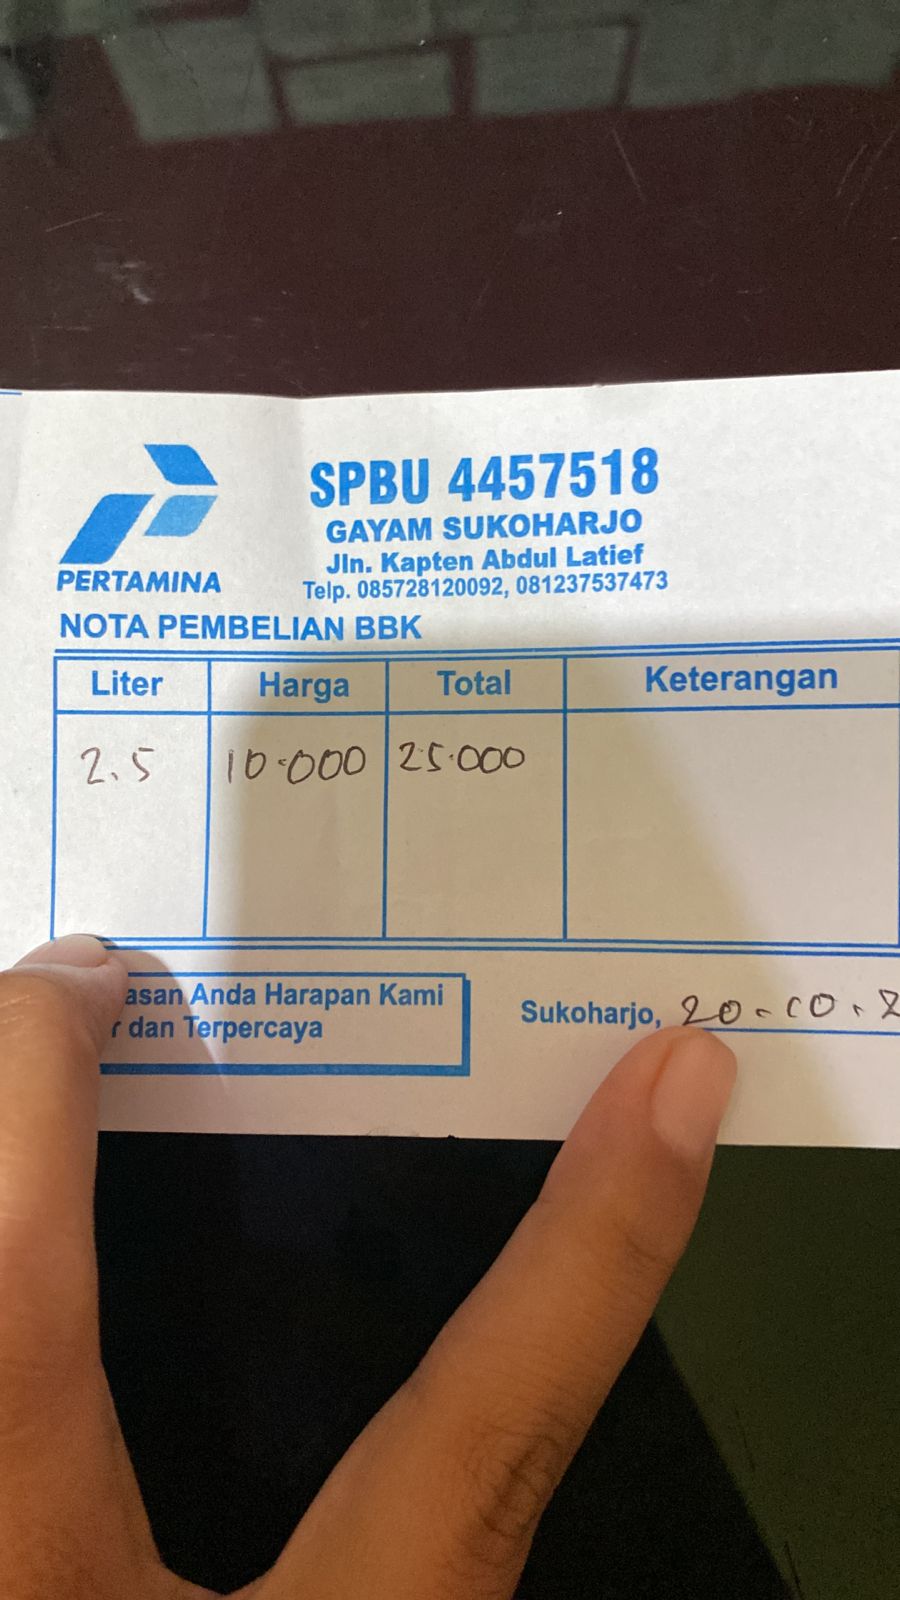 PERTAMINA
SPBU 4457518
GAYAM SUKOHARJO
Jln. Kapten Abdul Latief
Telp. 085728120092, 081237537473
NOTA PEMBELIAN BBK
Liter Harga Total Keterangan
2.5 10.000 25.000
asan Anda Harapan Kami
r dan Terpercaya
Sukoharjo, 20-10-2